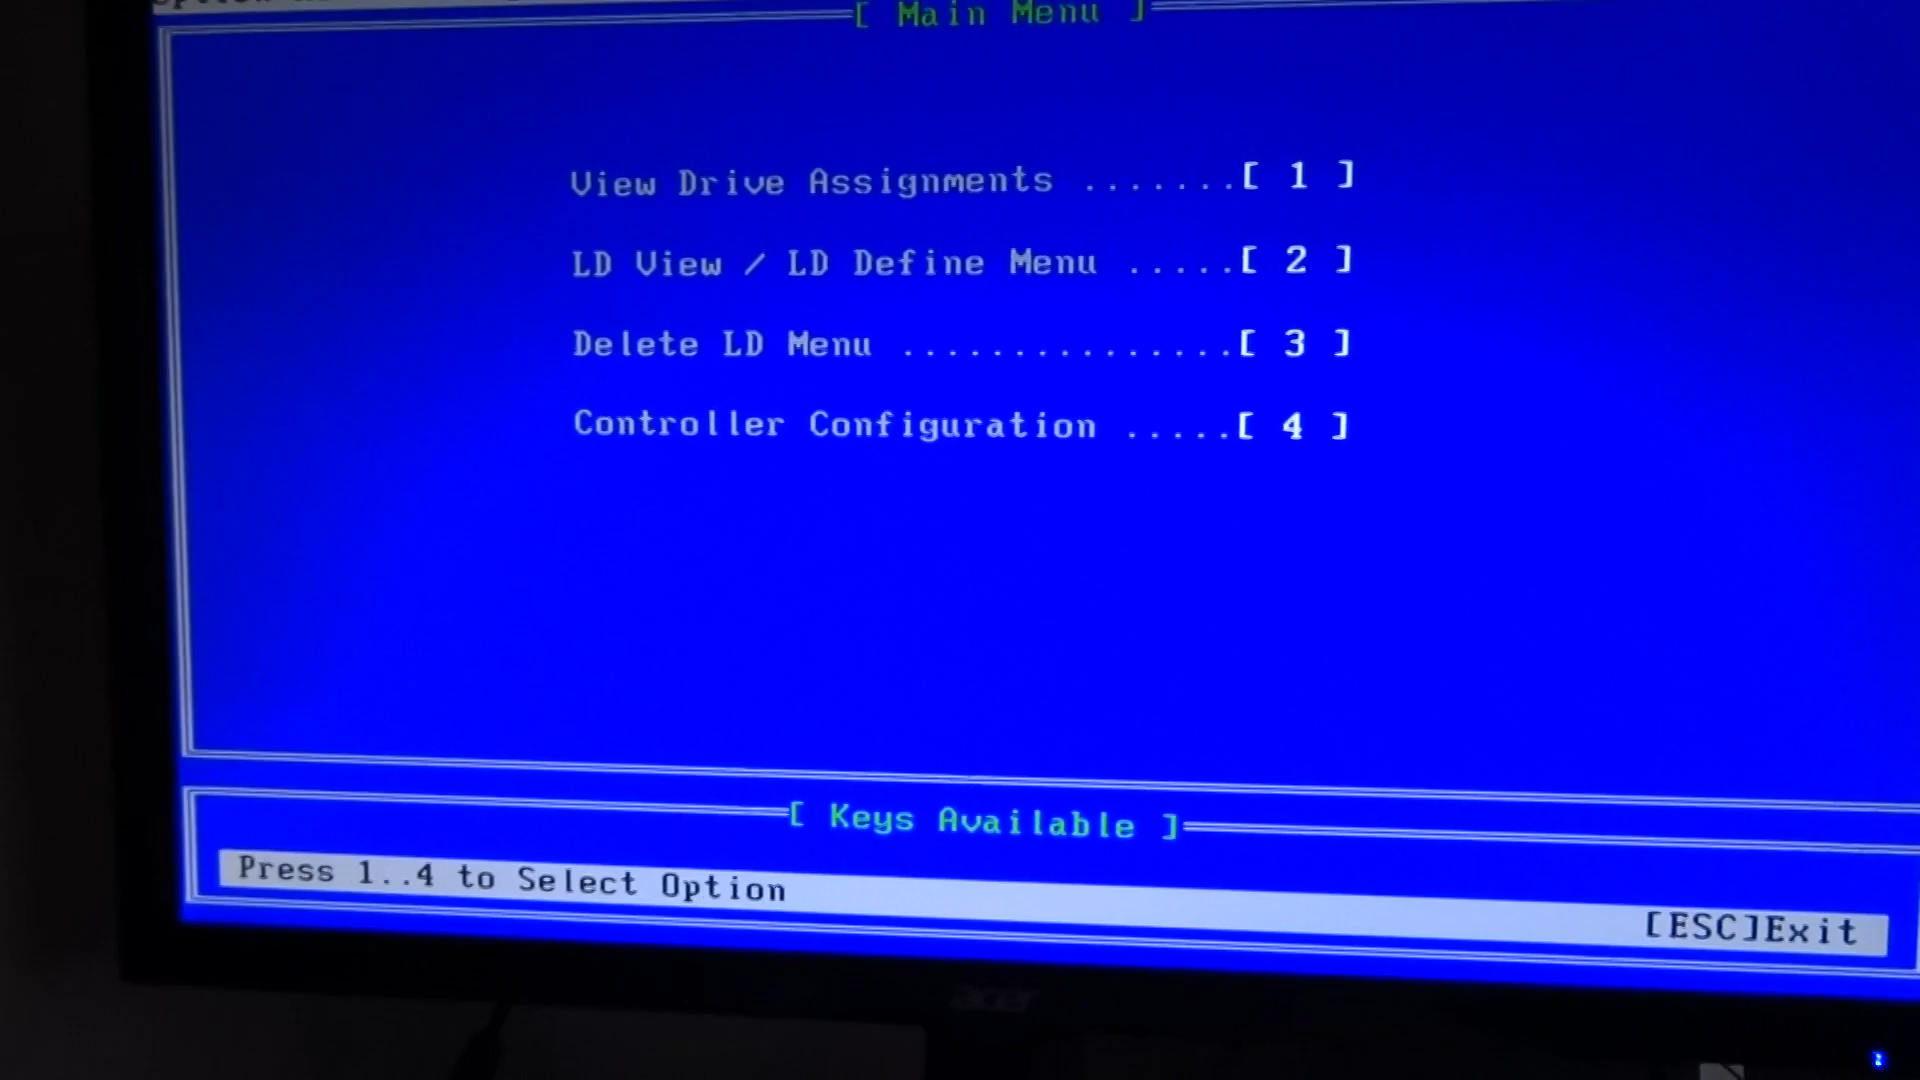 [ Main Menu ]
View Drive Assignments .......[ 1 ]
LD View / LD Define Menu .....[ 2 ]
Delete LD Menu ...............[ 3 ]
Controller Configuration .....[ 4 ]
[ Keys Available ]
Press 1..4 to Select Option
[ESC]Exit
acer